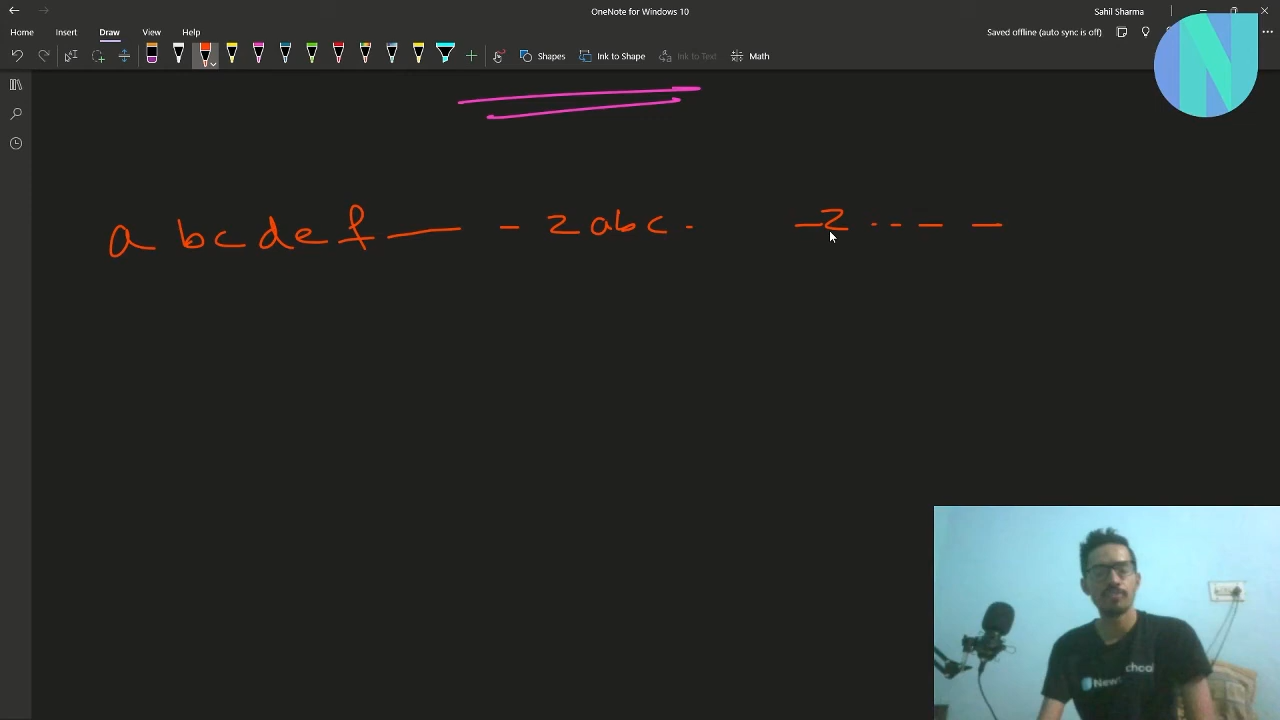 OneNote for Windows 10
Sahil Sharma
Home Insert Draw View Help
Saved offline (auto sync is off)
Shapes Ink to Shape Ink to Text Math
a b c d e f — - z a b c . - z . . - -
N